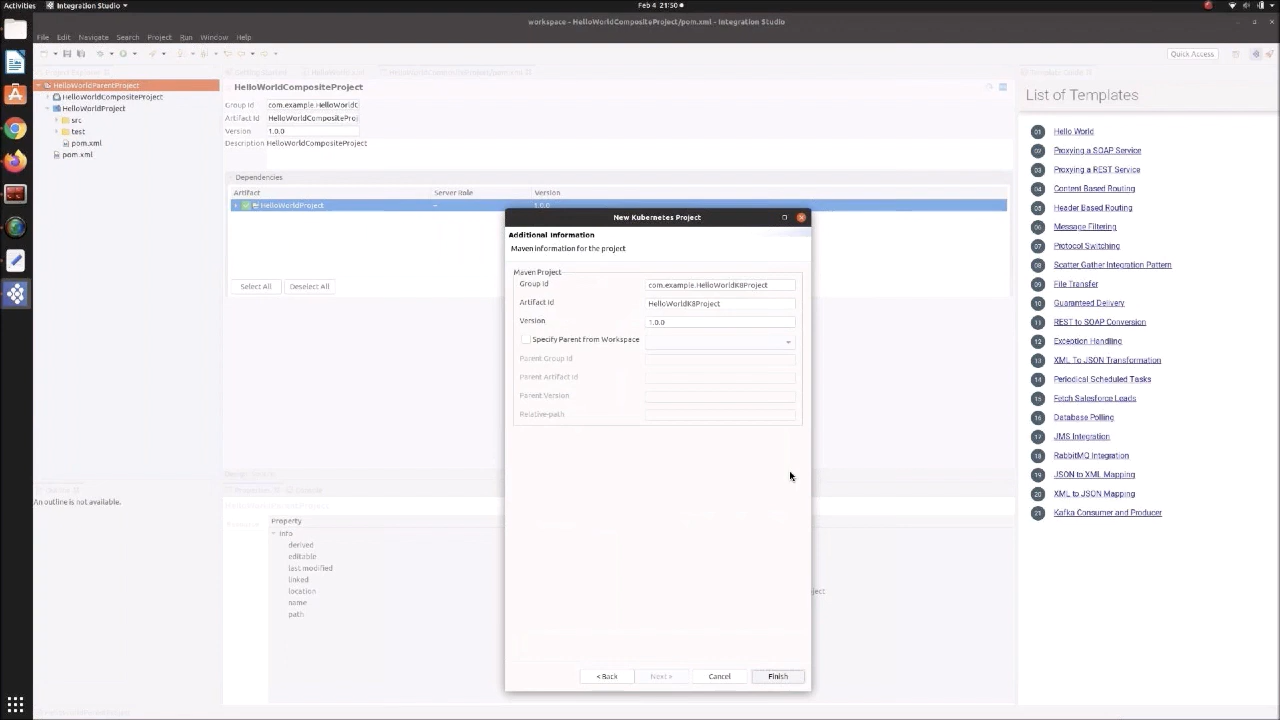 Activities
Integration Studio
Feb 4 21:50
workspace - HelloWorldCompositeProject/pom.xml - Integration Studio
File Edit Navigate Search Project Run Window Help
Quick Access
HelloWorldParentProject
HelloWorldCompositeProject
HelloWorldProject
src
test
pom.xml
pom.xml
HelloWorldCompositeProject
Group Id com.example.HelloWorldC
Artifact Id HelloWorldCompositeProj
Version 1.0.0
Description HelloWorldCompositeProject
Dependencies
Artifact Server Role Version
HelloWorldProject -- 1.0.0
Select All Deselect All
An outline is not available.
Property
Info
derived
editable
last modified
linked
location
name
path
New Kubernetes Project
Additional Information
Maven information for the project
Maven Project
Group Id com.example.HelloWorldK8Project
Artifact Id HelloWorldK8Project
Version 1.0.0
Specify Parent from Workspace
Parent Group Id
Parent Artifact Id
Parent Version
Relative-path
< Back Next > Cancel Finish
List of Templates
01 Hello World
02 Proxying a SOAP Service
03 Proxying a REST Service
04 Content Based Routing
05 Header Based Routing
06 Message Filtering
07 Protocol Switching
08 Scatter Gather Integration Pattern
09 File Transfer
10 Guaranteed Delivery
11 REST to SOAP Conversion
12 Exception Handling
13 XML To JSON Transformation
14 Periodical Scheduled Tasks
15 Fetch Salesforce Leads
16 Database Pollling
17 JMS Integration
18 RabbitMQ Integration
19 JSON to XML Mapping
20 XML to JSON Mapping
21 Kafka Consumer and Producer